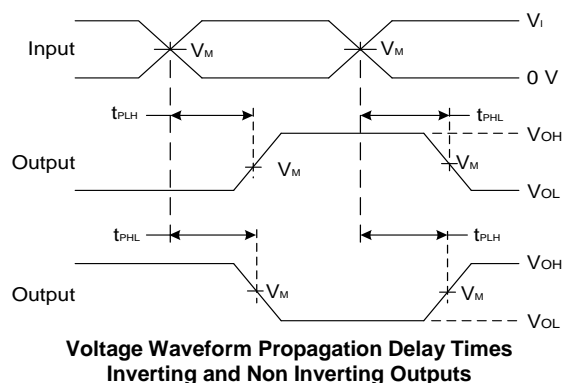 VI
Input
VM
VM
0 V
tPLH
tPHL
VOH
Output
VM
VM
VOL
tPHL
tPLH
VOH
Output
VM
VM
VOL
Voltage Waveform Propagation Delay Times
Inverting and Non Inverting Outputs